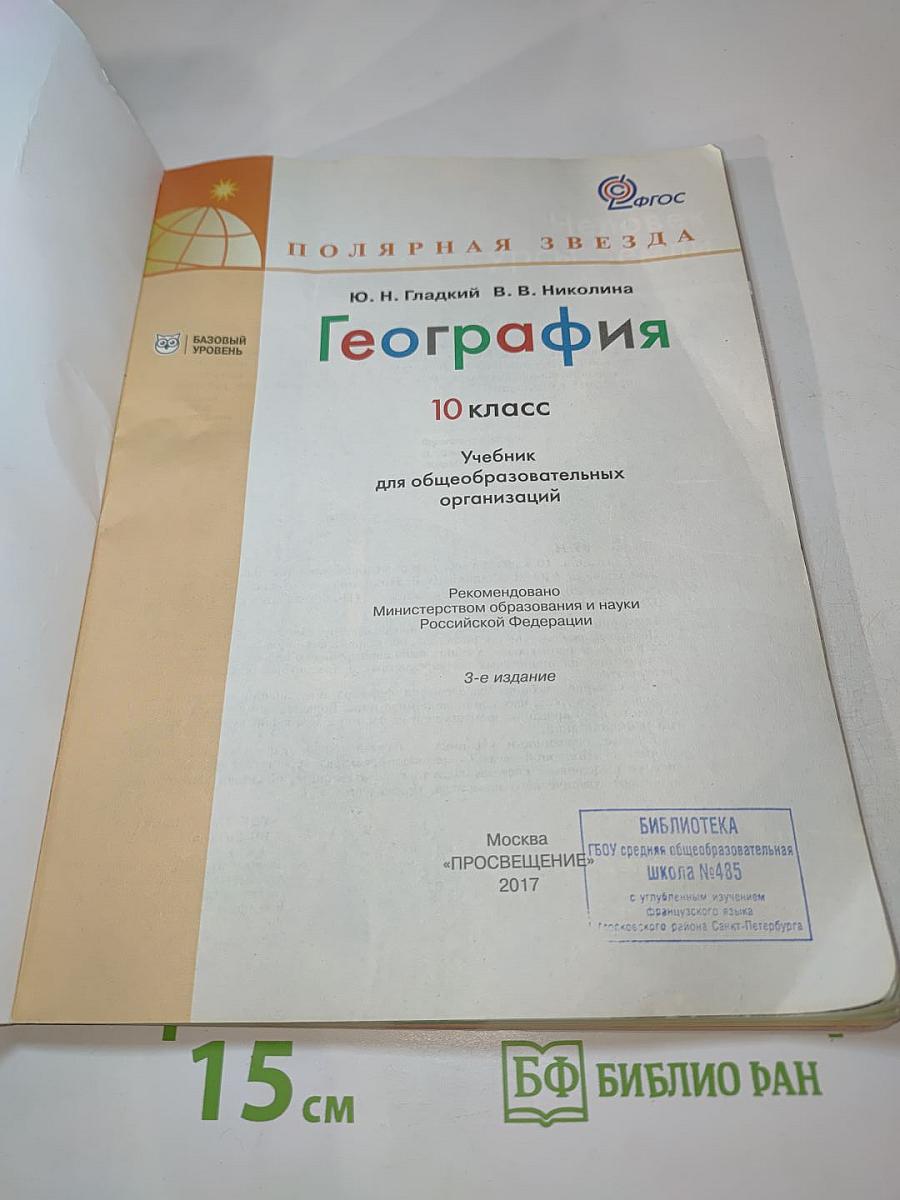 ФГОС
ПОЛЯРНАЯ ЗВЕЗДА
Ю. Н. Гладкий В. В. Николина
География
БАЗОВЫЙ
УРОВЕНЬ
10 класс
Учебник
для общеобразовательных
организаций
Рекомендовано
Министерством образования и науки
Российской Федерации
3-е издание
Москва
«ПРОСВЕЩЕНИЕ»
2017
БИБЛИОТЕКА
ГБОУ средняя общеобразовательная
школа №485
с углубленным изучением
французского языка
Московского района Санкт-Петербурга
15 см
БФ БИБЛИО ФАН